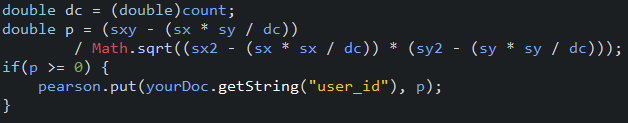 double dc = (double)count;
double p = (sxy - (sx * sy / dc))
/ Math.sqrt((sx2 - (sx * sx / dc)) * (sy2 - (sy * sy / dc)));
if(p >= 0) {
pearson.put(yourDoc.getString("user_id"), p);
}